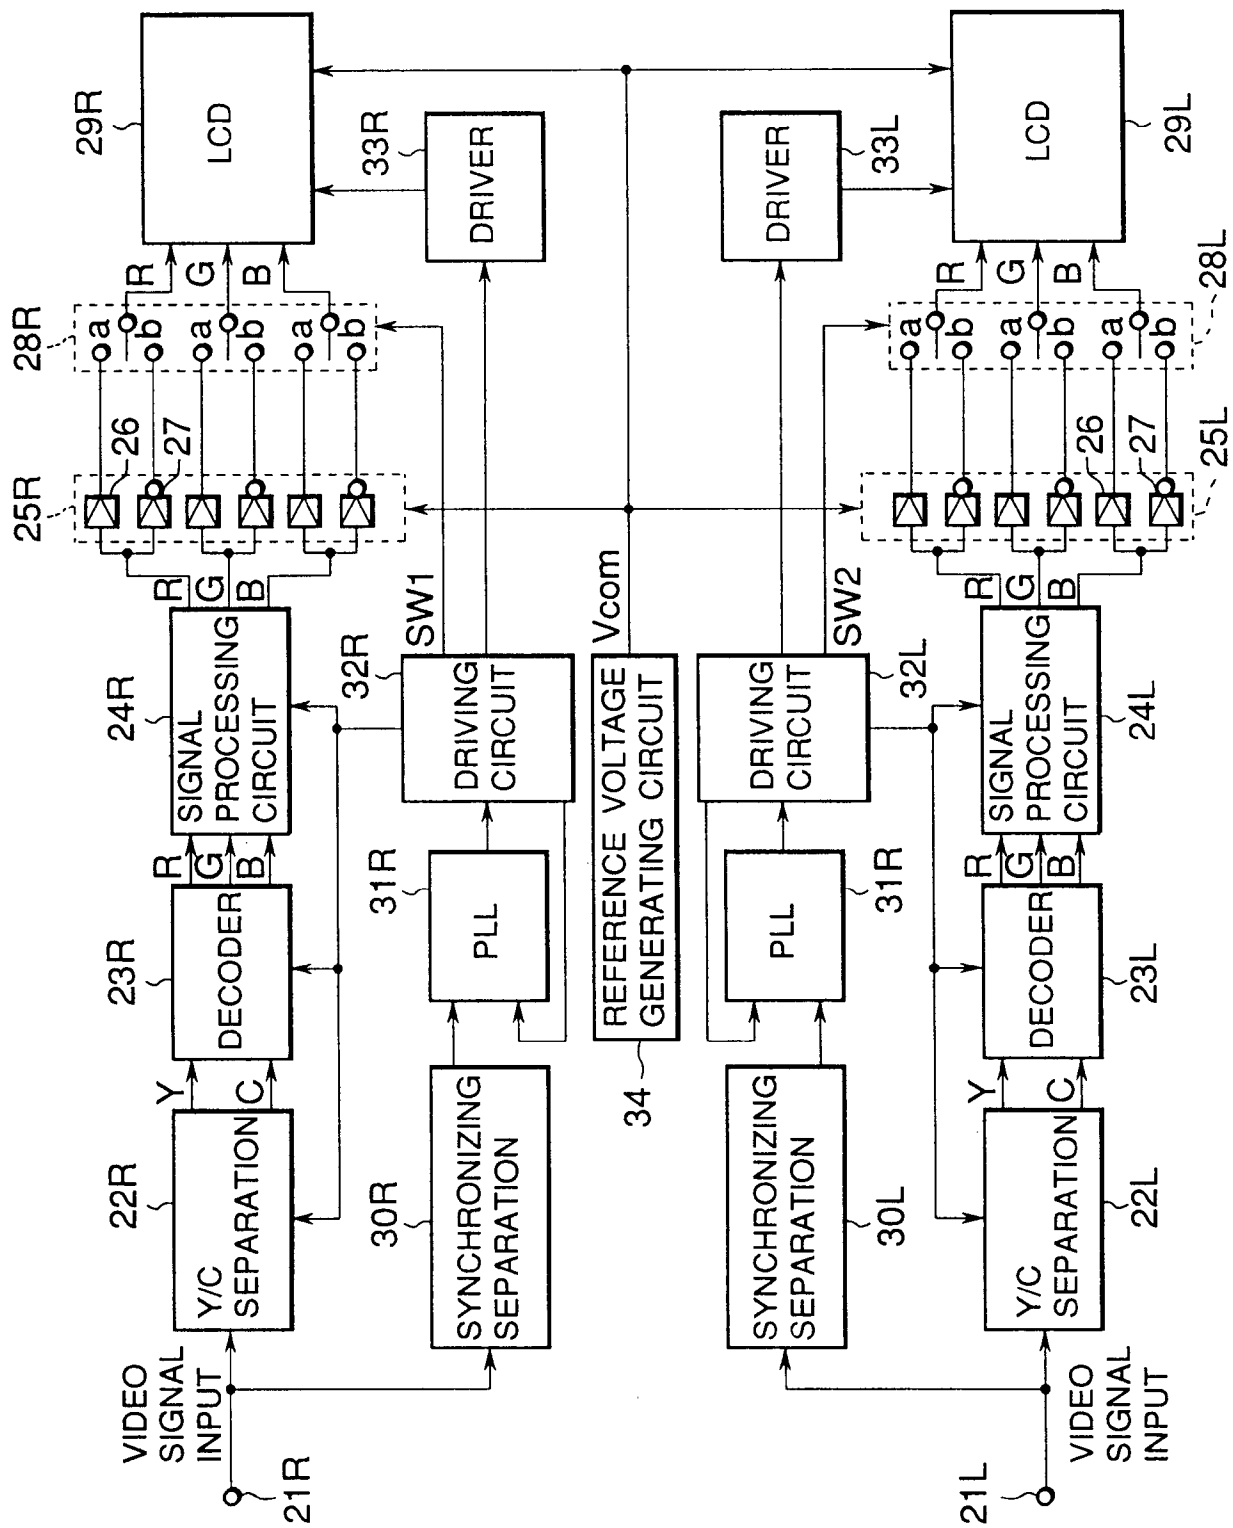 VIDEO
SIGNAL
INPUT
21R
Y/C
SEPARATION
22R
Y
C
DECODER
23R
R
G
B
SIGNAL
PROCESSING
CIRCUIT
24R
R
G
B
25R
26
27
28R
a
b
a
b
a
b
R
G
B
LCD
29R
SYNCHRONIZING
SEPARATION
30R
PLL
31R
DRIVING
CIRCUIT
32R
SW1
DRIVER
33R
REFERENCE VOLTAGE
GENERATING CIRCUIT
34
Vcom
SYNCHRONIZING
SEPARATION
30L
PLL
31R
DRIVING
CIRCUIT
32L
SW2
DRIVER
33L
VIDEO
SIGNAL
INPUT
21L
Y/C
SEPARATION
22L
Y
C
DECODER
23L
R
G
B
SIGNAL
PROCESSING
CIRCUIT
24L
R
G
B
25L
26
27
28L
a
b
a
b
a
b
R
G
B
LCD
29L